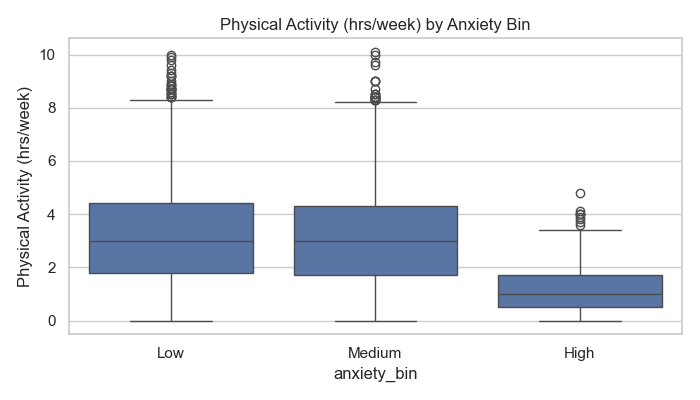 Physical Activity (hrs/week) by Anxiety Bin
Physical Activity (hrs/week)
10
8
6
4
2
0
Low Medium High
anxiety_bin